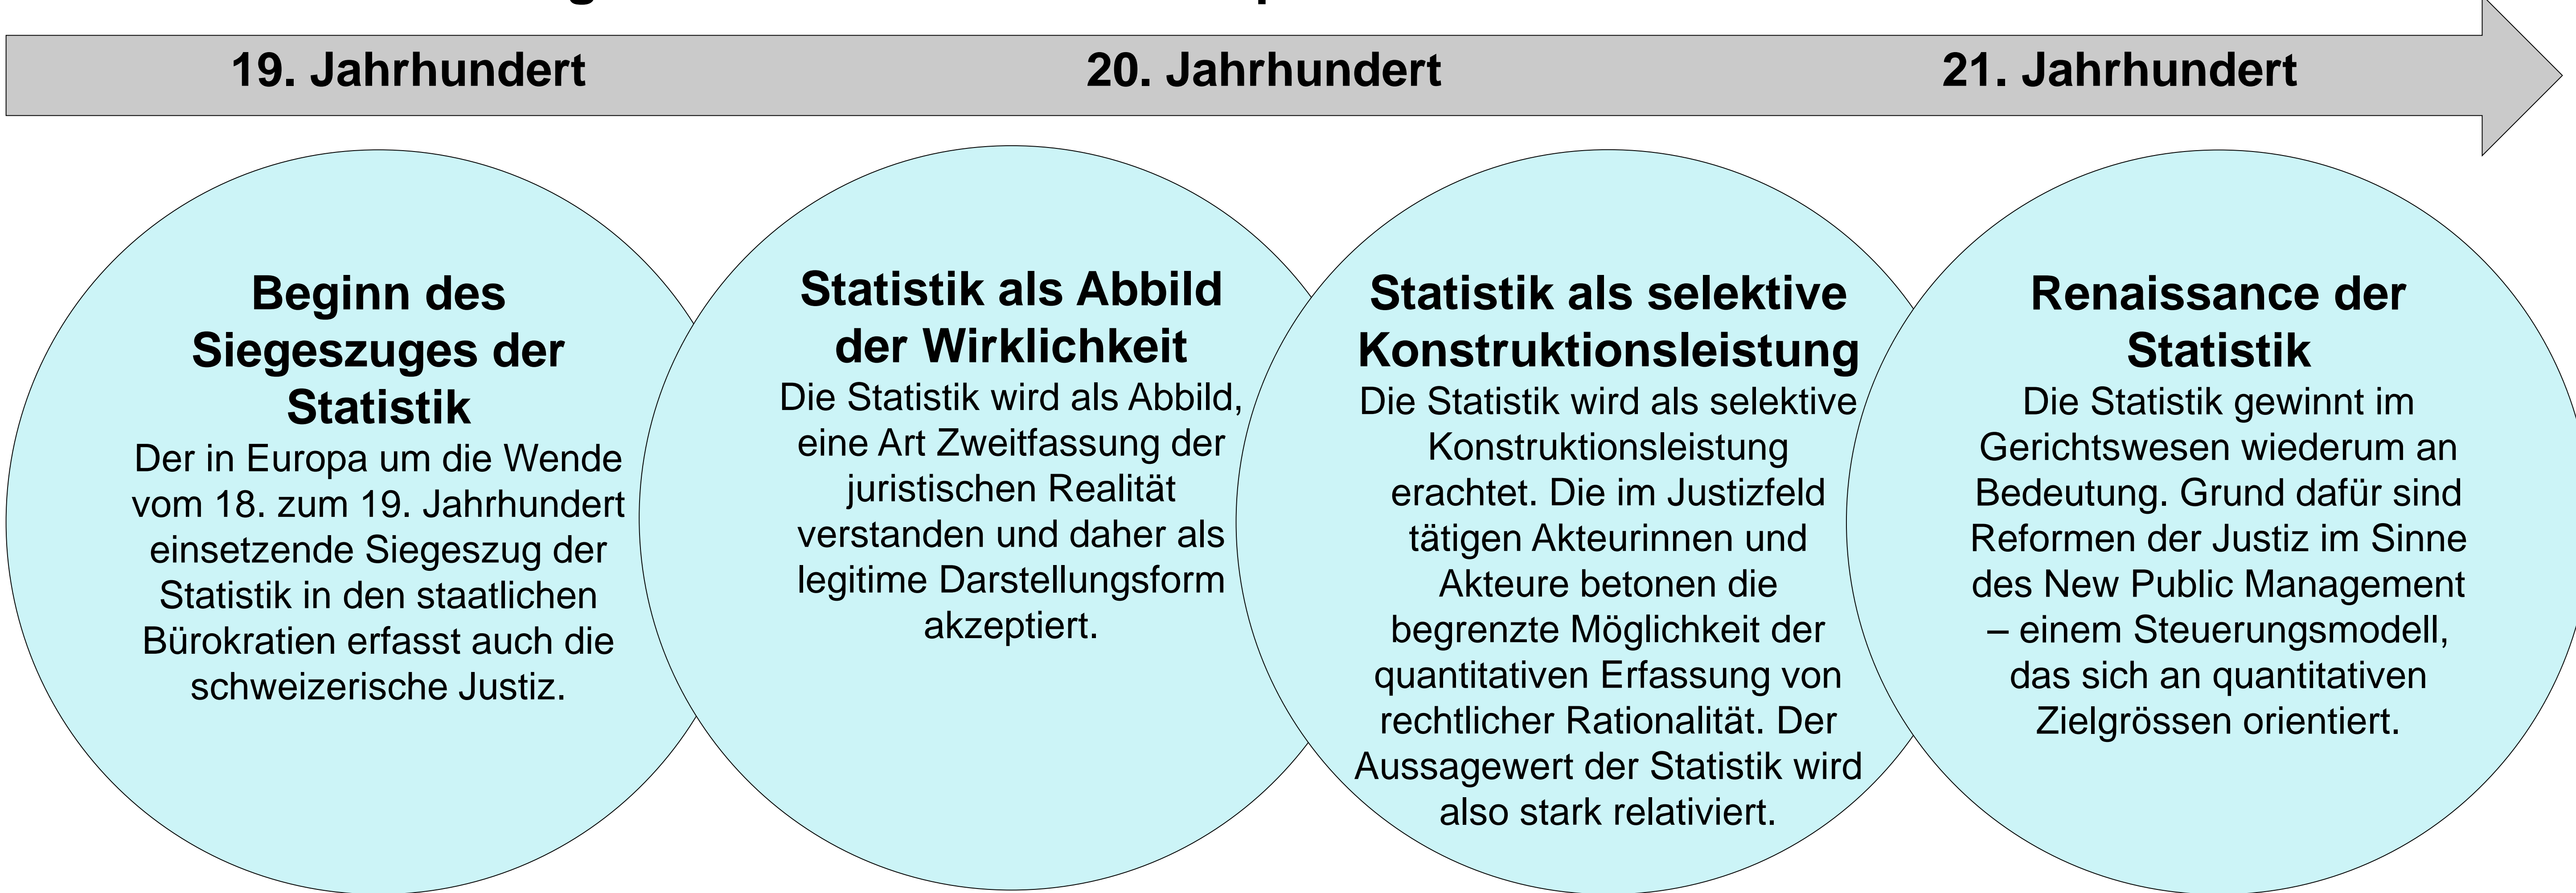 19. Jahrhundert
20. Jahrhundert
21. Jahrhundert
Beginn des
Siegeszuges der
Statistik
Der in Europa um die Wende
vom 18. zum 19. Jahrhundert
einsetzende Siegeszug der
Statistik in den staatlichen
Bürokratien erfasst auch die
schweizerische Justiz.
Statistik als Abbild
der Wirklichkeit
Die Statistik wird als Abbild,
eine Art Zweitfassung der
juristischen Realität
verstanden und daher als
legitime Darstellungsform
akzeptiert.
Statistik als selektive
Konstruktionsleistung
Die Statistik wird als selektive
Konstruktionsleistung
erachtet. Die im Justizfeld
tätigen Akteurinnen und
Akteure betonen die
begrenzte Möglichkeit der
quantitativen Erfassung von
rechtlicher Rationalität. Der
Aussagewert der Statistik wird
also stark relativiert.
Renaissance der
Statistik
Die Statistik gewinnt im
Gerichtswesen wiederum an
Bedeutung. Grund dafür sind
Reformen der Justiz im Sinne
des New Public Management
– einem Steuerungsmodell,
das sich an quantitativen
Zielgrössen orientiert.